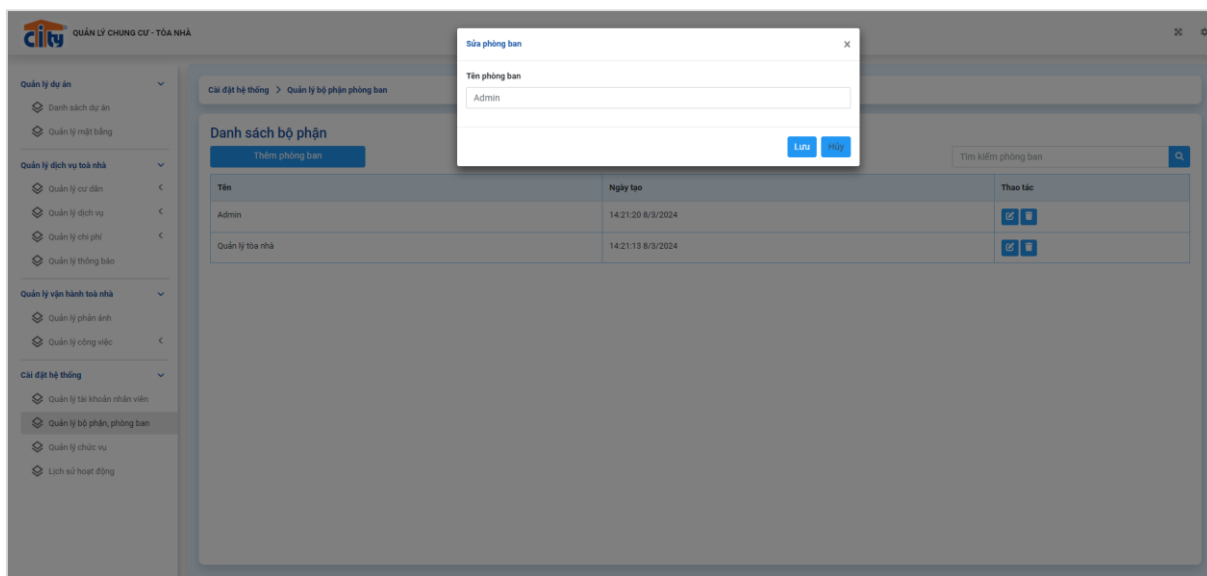 city QUẢN LÝ CHUNG CƯ - TÒA NHÀ
Sửa phòng ban ×
Tên phòng ban
Admin
Lưu Hủy
Quản lý dự án
Danh sách dự án
Quản lý mặt bằng
Quản lý dịch vụ toà nhà
Quản lý cư dân
Quản lý dịch vụ
Quản lý chi phí
Quản lý thông báo
Quản lý vận hành toà nhà
Quản lý phản ánh
Quản lý công việc
Cài đặt hệ thống
Quản lý tài khoản nhân viên
Quản lý bộ phận, phòng ban
Quản lý chức vụ
Lịch sử hoạt động
Cài đặt hệ thống > Quản lý bộ phận phòng ban
Danh sách bộ phận
Thêm phòng ban Tìm kiếm phòng ban
Tên Ngày tạo Thao tác
Admin 14:21:20 8/3/2024
Quản lý tòa nhà 14:21:13 8/3/2024